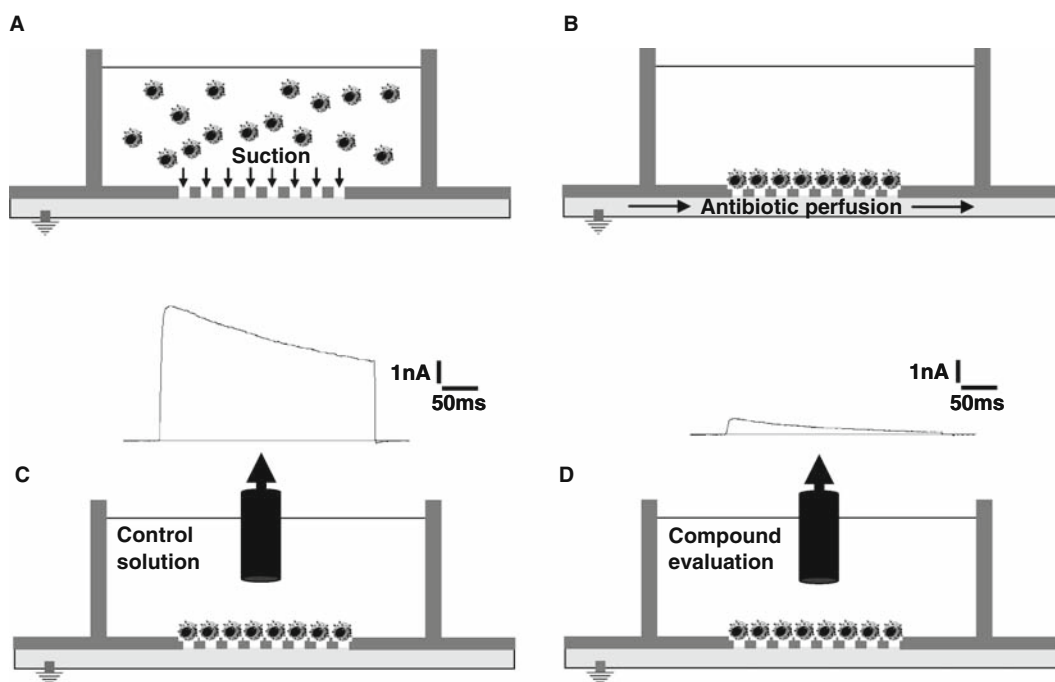 A
B
Suction
Antibiotic perfusion
1nA
50ms
1nA
50ms
C
D
Control
solution
Compound
evaluation